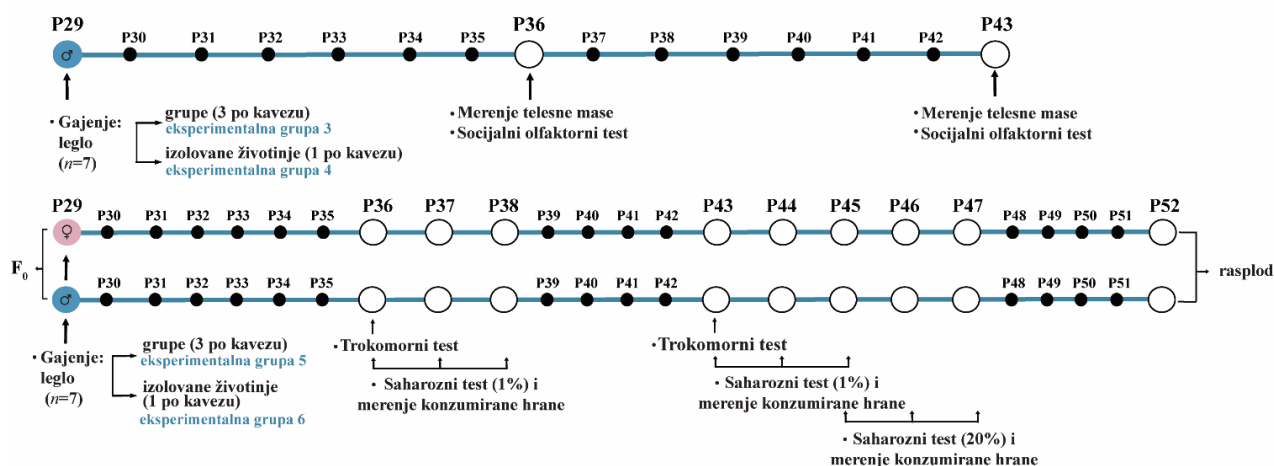 P29 P30 P31 P32 P33 P34 P35 P36 P37 P38 P39 P40 P41 P42 P43
♂
• Gajenje:
leglo
(n=7)
grupe (3 po kavezu)
eksperimentalna grupa 3
izolovane životinje (1 po kavezu)
eksperimentalna grupa 4
• Merenje telesne mase
• Socijalni olfaktorni test
• Merenje telesne mase
• Socijalni olfaktorni test
P29 P30 P31 P32 P33 P34 P35 P36 P37 P38 P39 P40 P41 P42 P43 P44 P45 P46 P47 P48 P49 P50 P51 P52
♀
F0
rasplod
P30 P31 P32 P33 P34 P35 P39 P40 P41 P42 P48 P49 P50 P51
♂
• Gajenje:
leglo
(n=7)
grupe (3 po kavezu)
eksperimentalna grupa 5
izolovane životinje
(1 po kavezu)
eksperimentalna grupa 6
• Trokomorni test
• Saharozni test (1%) i
merenje konzumirane hrane
• Trokomorni test
• Saharozni test (1%) i
merenje konzumirane hrane
• Saharozni test (20%) i
merenje konzumirane hrane